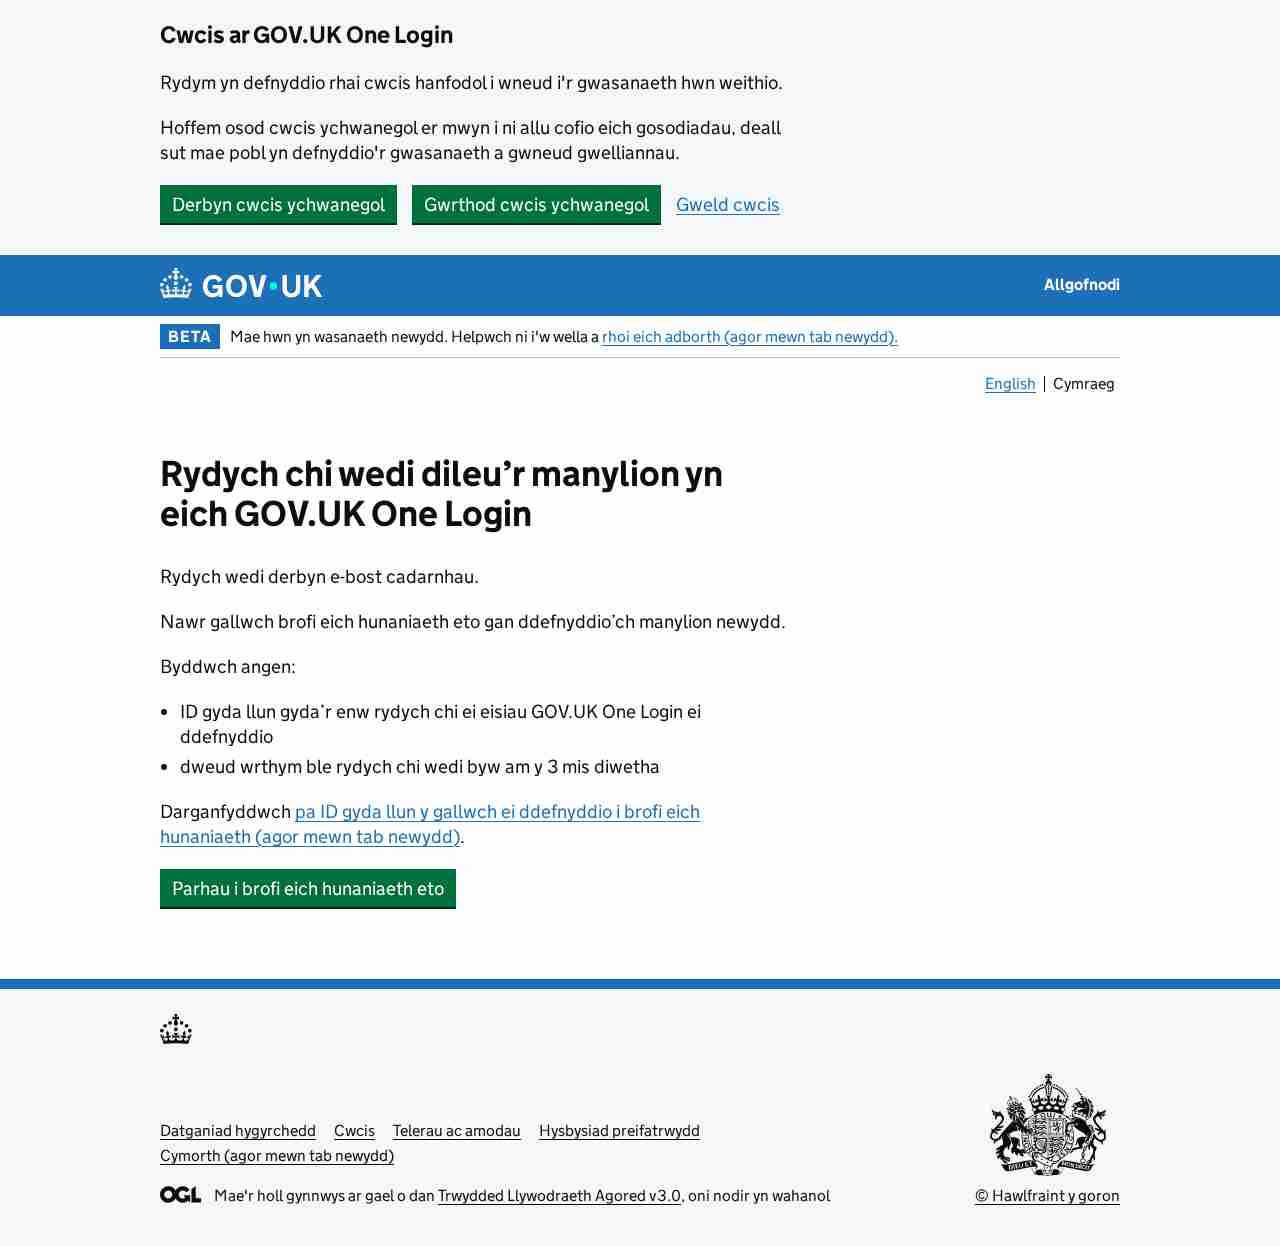 Cwcis ar GOV.UK One Login
Rydym yn defnyddio rhai cwcis hanfodol i wneud i'r gwasanaeth hwn weithio.
Hoffem osod cwcis ychwanegol er mwyn i ni allu cofio eich gosodiadau, deall
sut mae pobl yn defnyddio'r gwasanaeth a gwneud gwelliannau.
Derbyn cwcis ychwanegol Gwrthod cwcis ychwanegol Gweld cwcis
GOV·UK Allgofnodi
BETA Mae hwn yn wasanaeth newydd. Helpwch ni i'w wella a rhoi eich adborth (agor mewn tab newydd).
English | Cymraeg
Rydych chi wedi dileu’r manylion yn
eich GOV.UK One Login
Rydych wedi derbyn e-bost cadarnhau.
Nawr gallwch brofi eich hunaniaeth eto gan ddefnyddio’ch manylion newydd.
Byddwch angen:
• ID gyda llun gyda’r enw rydych chi ei eisiau GOV.UK One Login ei
ddefnyddio
• dweud wrthym ble rydych chi wedi byw am y 3 mis diwetha
Darganfyddwch pa ID gyda llun y gallwch ei ddefnyddio i brofi eich
hunaniaeth (agor mewn tab newydd).
Parhau i brofi eich hunaniaeth eto
Datganiad hygyrchedd Cwcis Telerau ac amodau Hysbysiad preifatrwydd
Cymorth (agor mewn tab newydd)
OGL Mae'r holl gynnwys ar gael o dan Trwydded Llywodraeth Agored v3.0, oni nodir yn wahanol
© Hawlfraint y goron